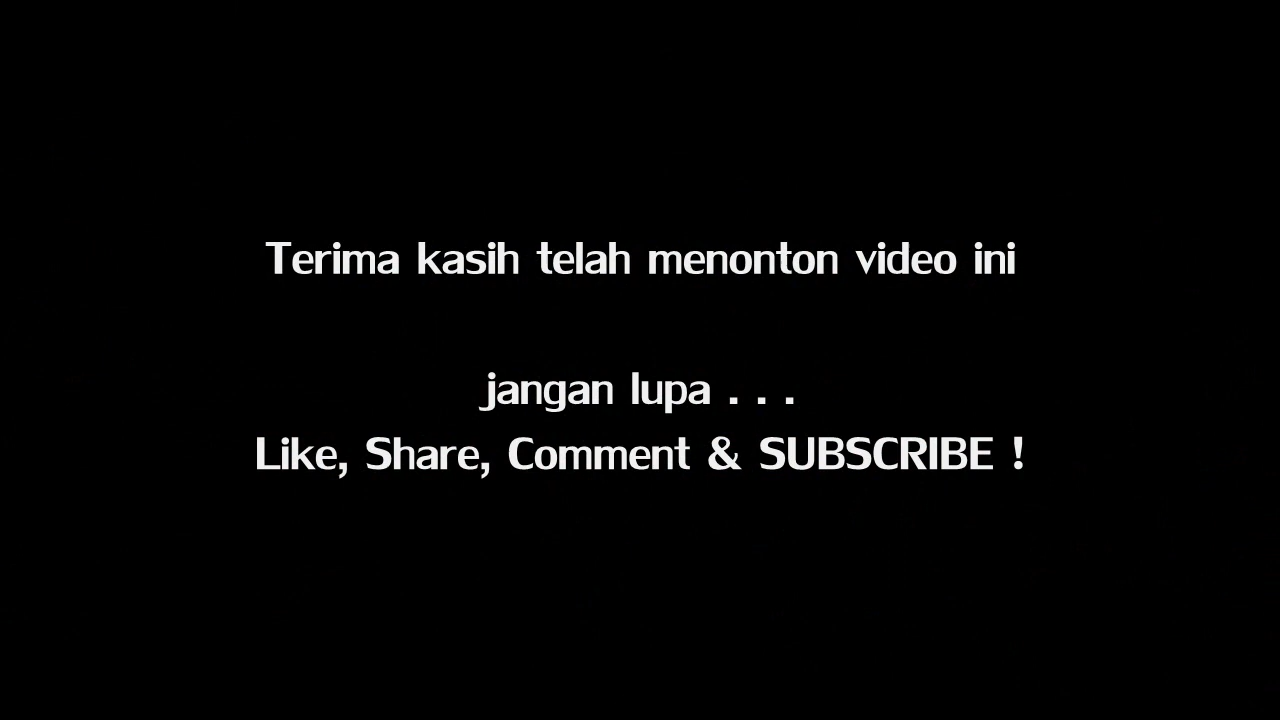 Terima kasih telah menonton video ini
jangan lupa . . .
Like, Share, Comment & SUBSCRIBE !